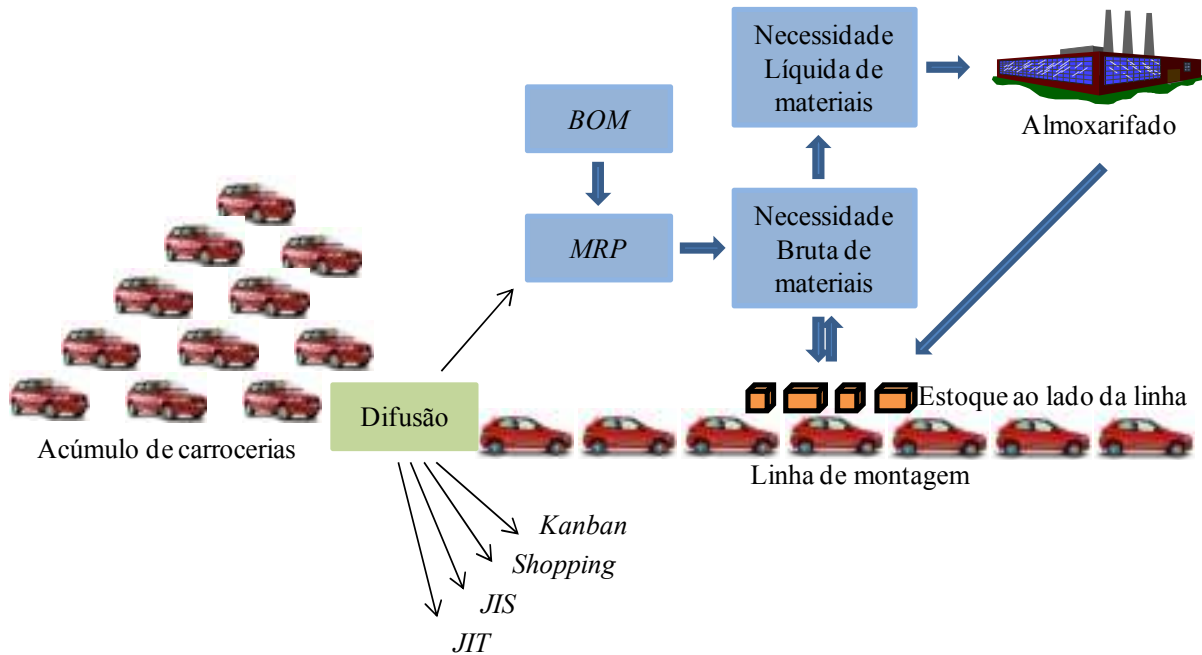 Necessidade
Líquida de
materiais
Almoxarifado
BOM
MRP
Necessidade
Bruta de
materiais
Acúmulo de carrocerias
Difusão
Estoque ao lado da linha
Linha de montagem
Kanban
Shopping
JIS
JIT